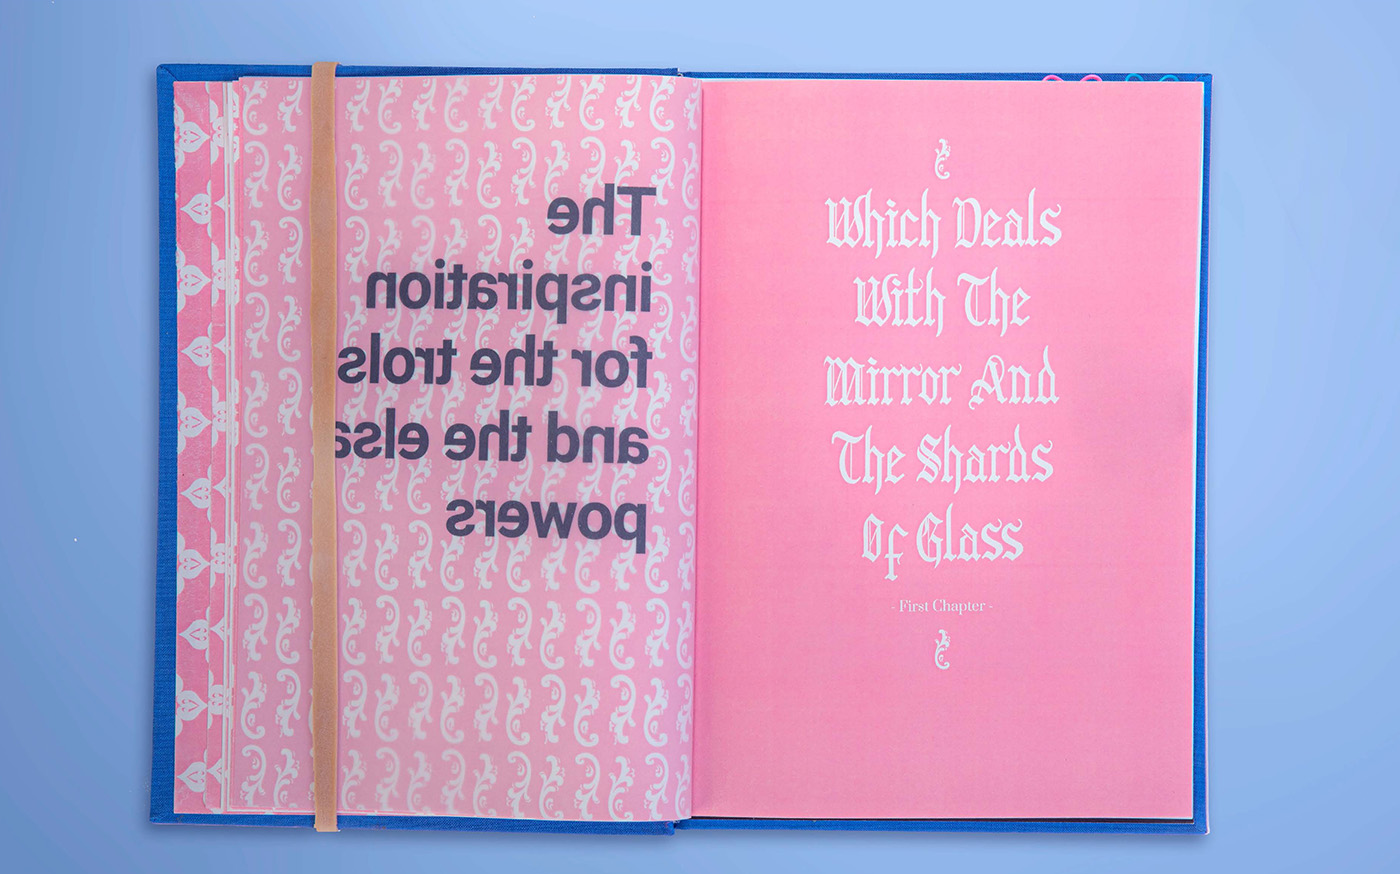 The
inspiration
for the trols
and the elsa
powers
Which Deals
With The
Mirror And
The Shards
Of Glass
- First Chapter -